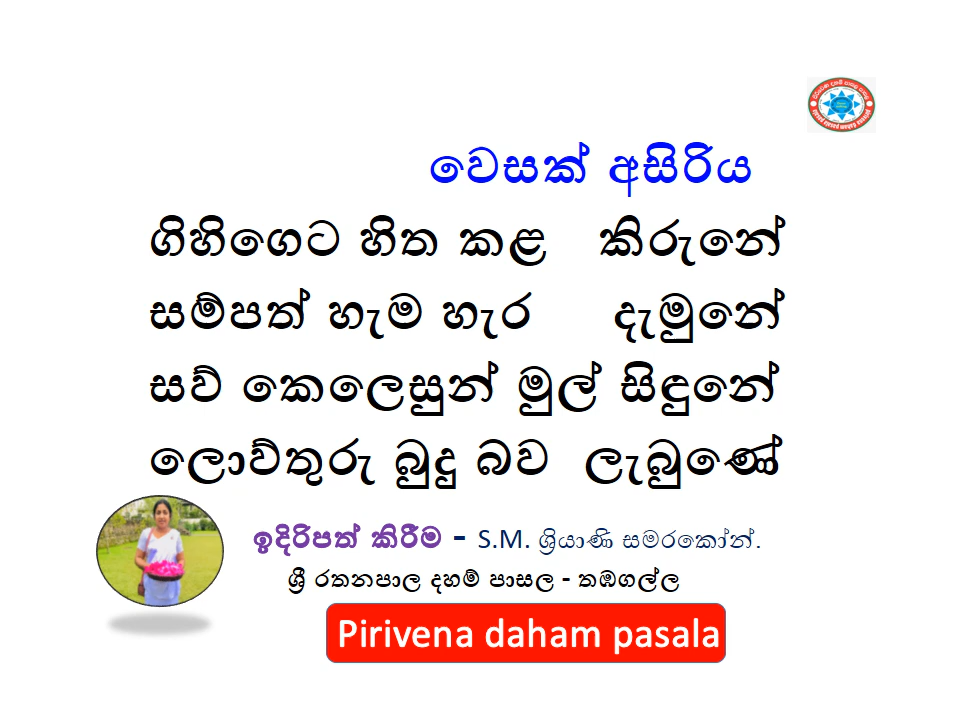 වෙසක් අසිරිය
ගිහිගෙට හිත කළ කිරුනේ
සම්පත් හැම හැර දැමුනේ
සව් කෙලෙසුන් මුල් සිඳුනේ
ලොව්තුරු බුදු බව ලැබුණේ
ඉදිරිපත් කිරීම - S.M. ශ්‍රියාණි සමරකෝන්.
ශ්‍රී රතනපාල දහම් පාසල - තඹගල්ල
Pirivena daham pasala